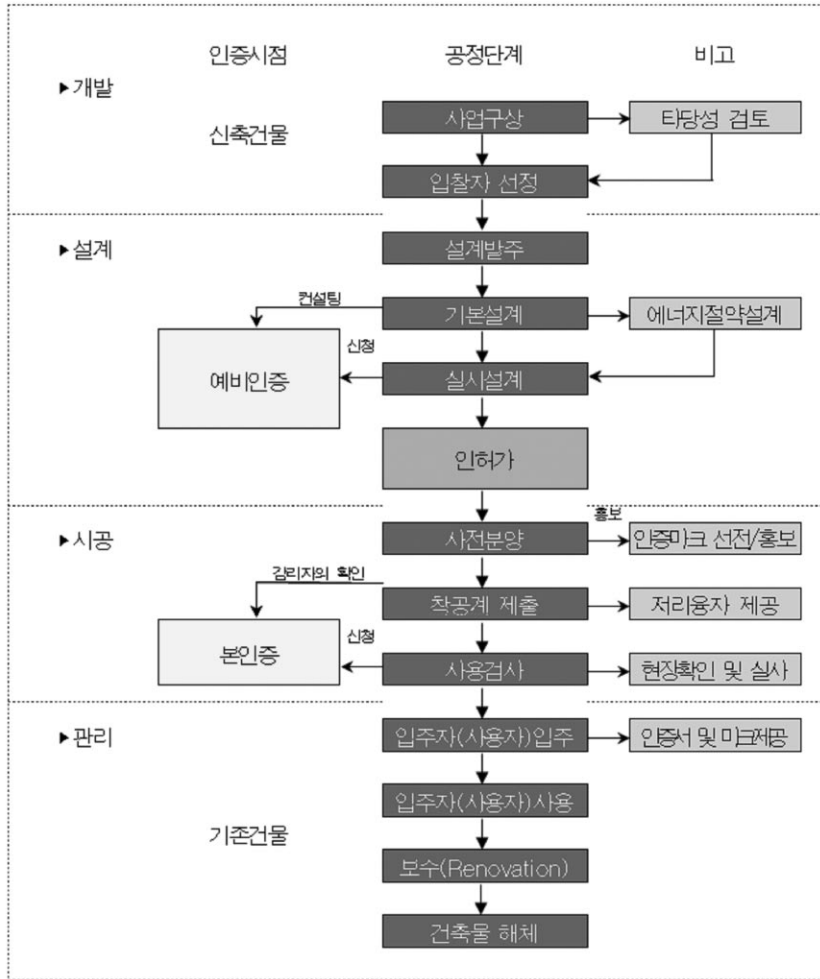 인증시점 공정단계 비고
▶개발
사업구상 타당성 검토
신축건물
입찰자 선정
▶설계 설계발주
컨설팅
기본설계 에너지절약설계
신청
예비인증 실시설계
인허가
홍보
▶시공 사전분양 인증마크 선전/홍보
감리자의 확인
착공계 제출 저리융자 제공
신청
본인증 사용검사 현장확인 및 실사
▶관리 입주자(사용자)입주 인증서 및 마크제공
입주자(사용자)사용
기존건물
보수(Renovation)
건축물 해체